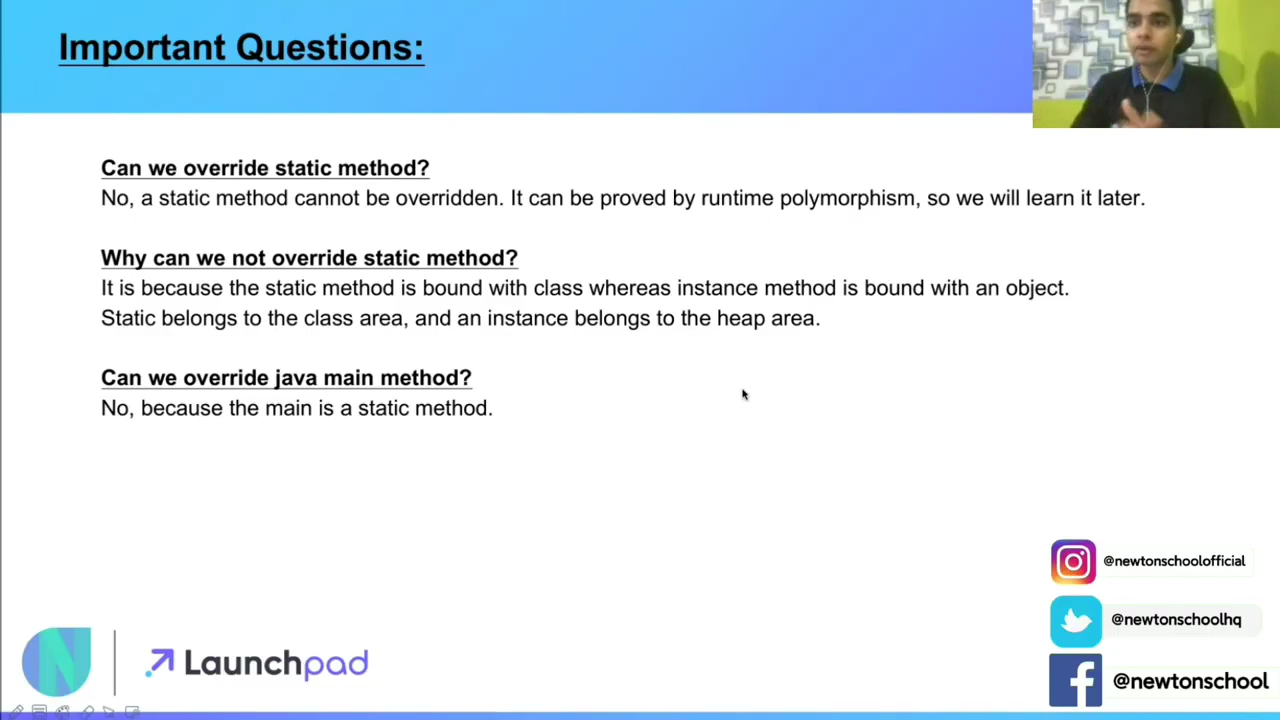 Important Questions:
Can we override static method?
No, a static method cannot be overridden. It can be proved by runtime polymorphism, so we will learn it later.
Why can we not override static method?
It is because the static method is bound with class whereas instance method is bound with an object.
Static belongs to the class area, and an instance belongs to the heap area.
Can we override java main method?
No, because the main is a static method.
@newtonschoolofficial
@newtonschoolhq
@newtonschool
N
Launchpad